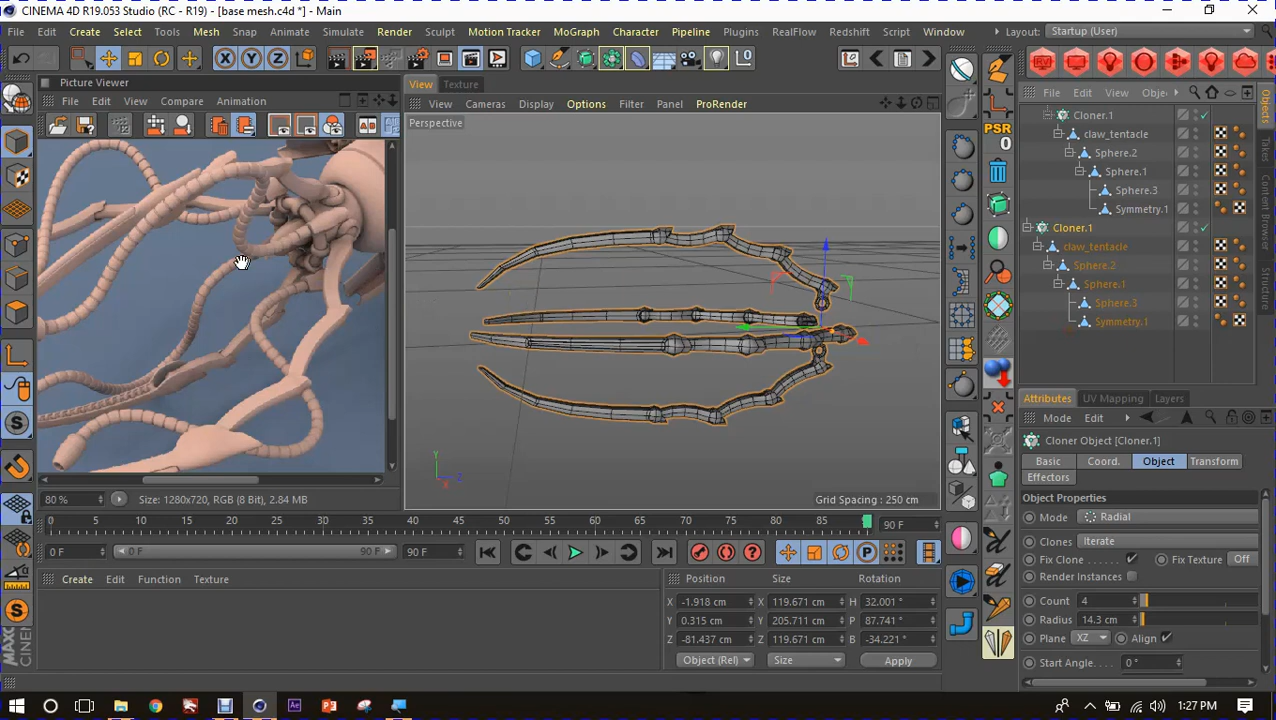 CINEMA 4D R19.053 Studio (RC - R19) - [base mesh.c4d *] - Main
File Edit Create Select Tools Mesh Snap Animate Simulate Render Sculpt Motion Tracker MoGraph Character Pipeline Plugins RealFlow Redshift Script Window Layout: Startup (User)
X Y Z
Picture Viewer
View Texture
File Edit View Compare Animation
View Cameras Display Options Filter Panel ProRender
File Edit View
Perspective
PSR
0
Cloner.1
claw_tentacle
Sphere.2
Sphere.1
Sphere.3
Symmetry.1
Cloner.1
claw_tentacle
Sphere.2
Sphere.1
Sphere.3
Symmetry.1
Objects
Takes
Content Browser
Structure
Attributes UV Mapping Layers
Mode Edit
Cloner Object [Cloner.1]
Basic Coord. Object Transform
Effectors
Object Properties
Mode Radial
Clones Iterate
Fix Clone Fix Texture Off
Render Instances
Count 4
Radius 14.3 cm
Plane XZ Align
Start Angle 0 °
80 % Size: 1280x720, RGB (8 Bit), 2.84 MB
Grid Spacing : 250 cm
0 5 10 15 20 25 30 35 40 45 50 55 60 65 70 75 80 85 90 F
0 F 0 F 90 F 90 F
Create Edit Function Texture
Position Size Rotation
X -1.918 cm X 119.671 cm H 32.001 °
Y 0.315 cm Y 205.711 cm P 87.741 °
Z -81.437 cm Z 119.671 cm B -34.221 °
Object (Rel) Size Apply
1:27 PM